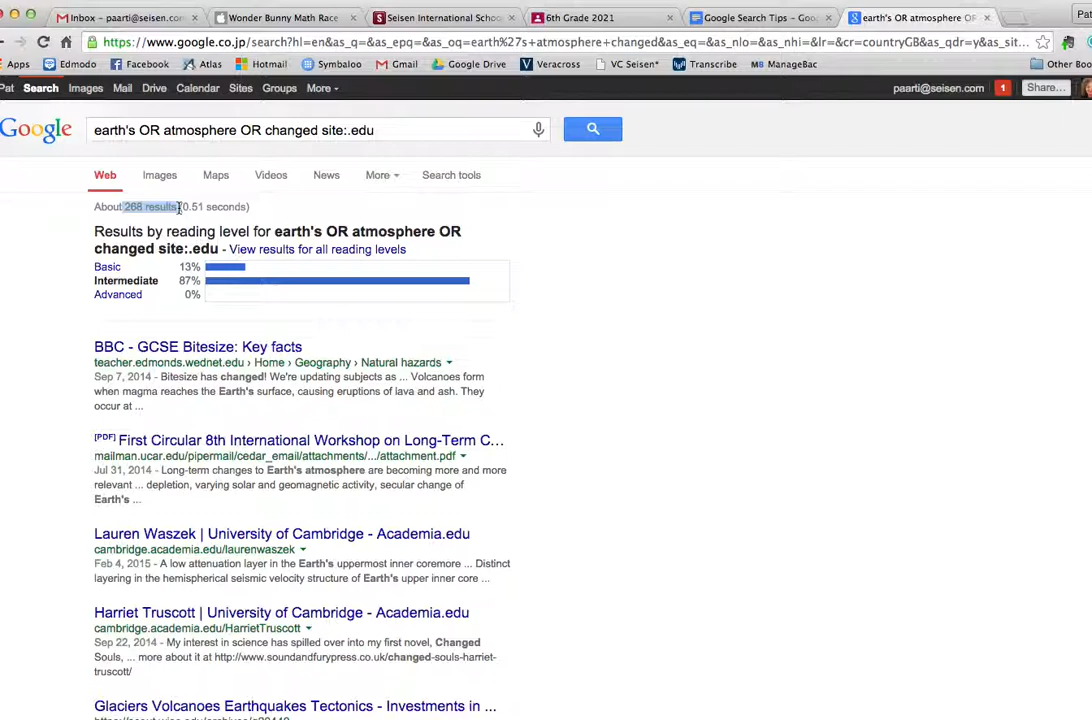 Inbox - paarti@seisen.com
Wonder Bunny Math Race
Seisen International Schoo
6th Grade 2021
Google Search Tips – Goo
earth's OR atmosphere OR
Pat
https://www.google.co.jp/search?hl=en&as_q=&as_epq=&as_oq=earth%27s+atmosphere+changed&as_eq=&as_nlo=&as_nhi=&lr=&cr=countryGB&as_qdr=y&as_sit...
Apps Edmodo Facebook Atlas Hotmail Symbaloo Gmail Google Drive Veracross VC Seisen* Transcribe ManageBac Other Boo
Pat Search Images Mail Drive Calendar Sites Groups More paarti@seisen.com 1 Share...
Google earth's OR atmosphere OR changed site:.edu
Web Images Maps Videos News More Search tools
About 268 results (0.51 seconds)
Results by reading level for earth's OR atmosphere OR
changed site:.edu - View results for all reading levels
Basic 13%
Intermediate 87%
Advanced 0%
BBC - GCSE Bitesize: Key facts
teacher.edmonds.wednet.edu › Home › Geography › Natural hazards
Sep 7, 2014 - Bitesize has changed! We're updating subjects as ... Volcanoes form
when magma reaches the Earth's surface, causing eruptions of lava and ash. They
occur at ...
[PDF] First Circular 8th International Workshop on Long-Term C...
mailman.ucar.edu/pipermail/cedar_email/attachments/.../attachment.pdf
Jul 31, 2014 - Long-term changes to Earth's atmosphere are becoming more and more
relevant ... depletion, varying solar and geomagnetic activity, secular change of
Earth's ...
Lauren Waszek | University of Cambridge - Academia.edu
cambridge.academia.edu/laurenwaszek
Feb 4, 2015 - A low attenuation layer in the Earth's uppermost inner coremore ... Distinct
layering in the hemispherical seismic velocity structure of Earth's upper inner core ...
Harriet Truscott | University of Cambridge - Academia.edu
cambridge.academia.edu/HarrietTruscott
Sep 22, 2014 - My interest in science has spilled over into my first novel, Changed
Souls, ... more about it at http://www.soundandfurypress.co.uk/changed-souls-harriet-
truscott/
Glaciers Volcanoes Earthquakes Tectonics - Investments in ...